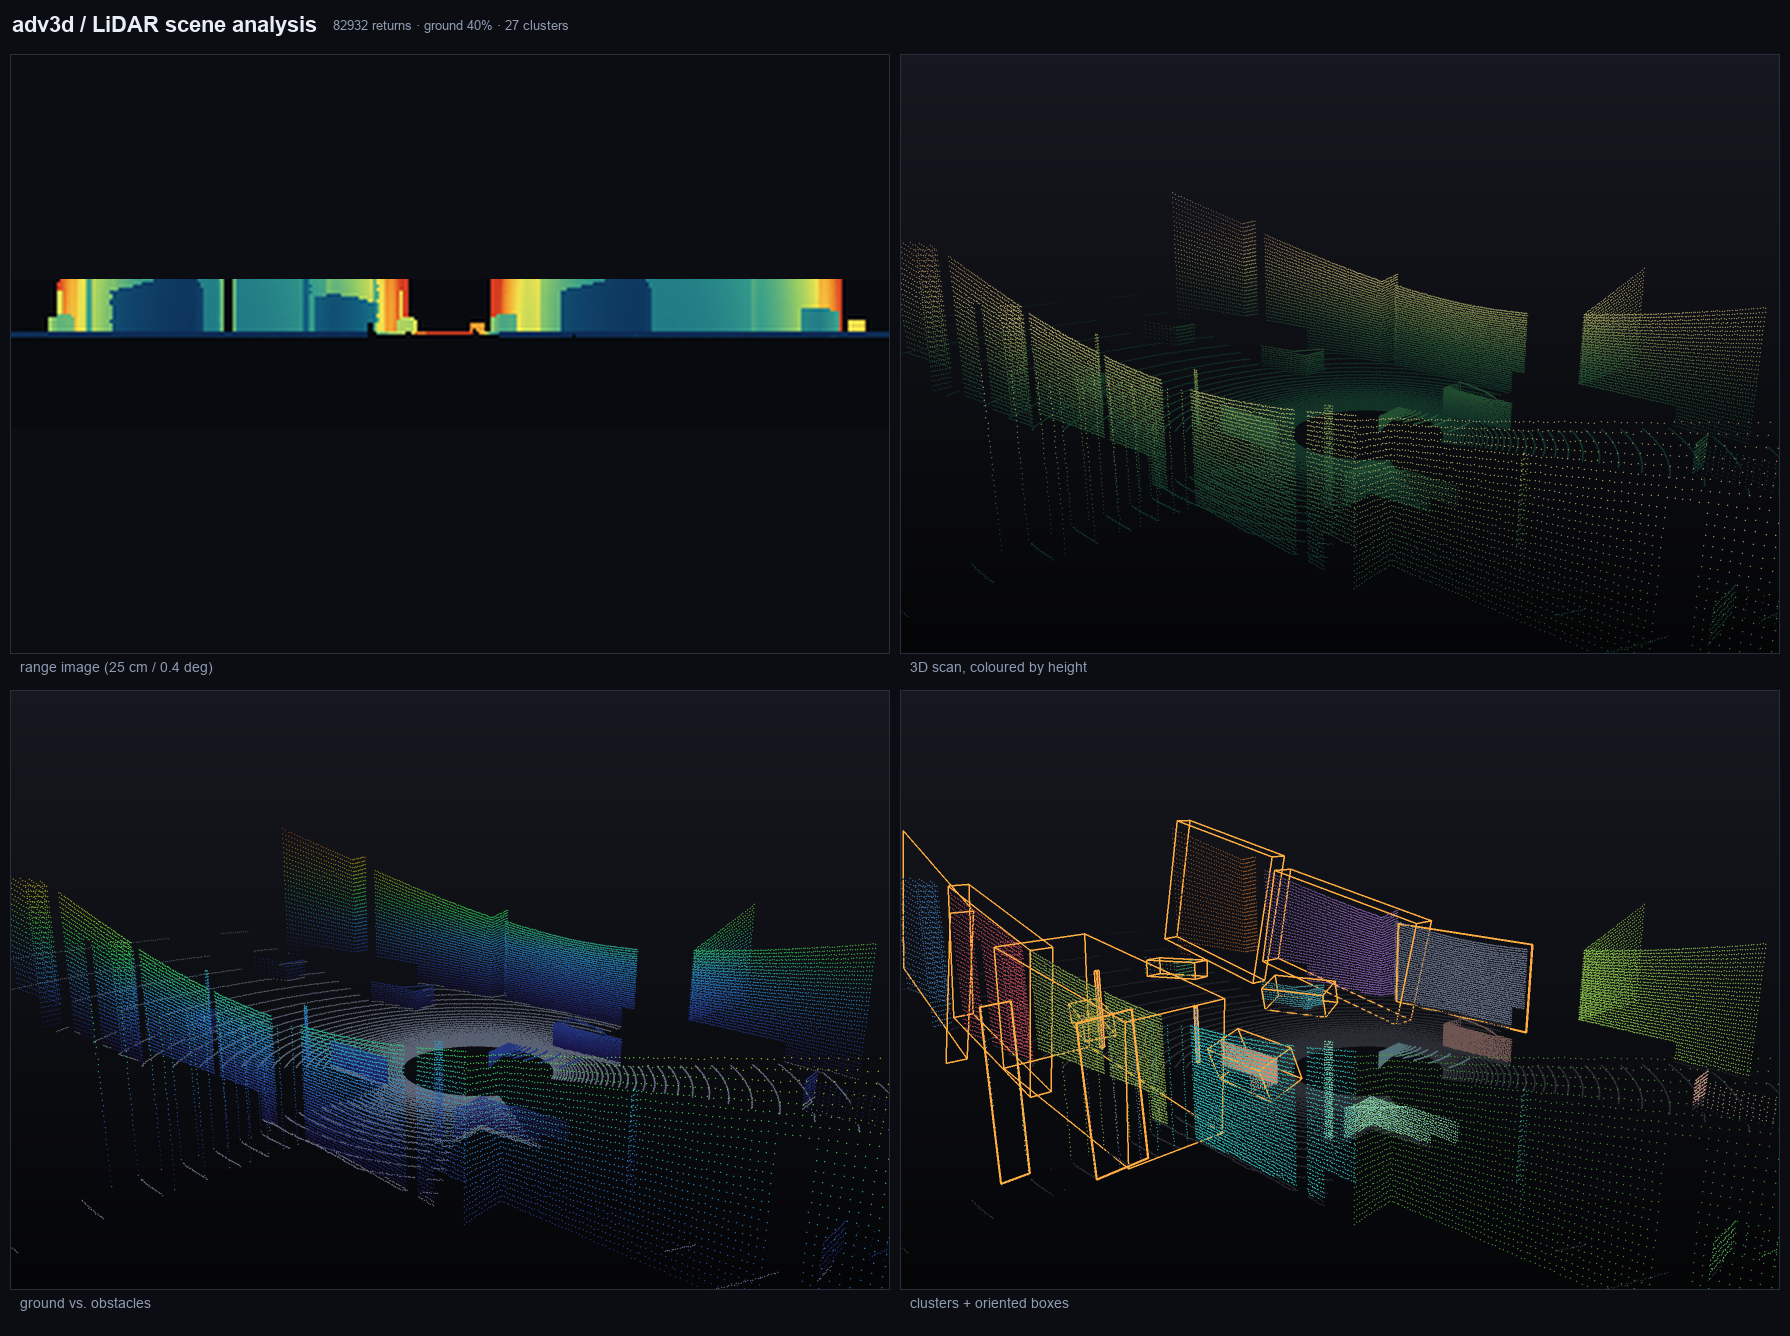 adv3d / LiDAR scene analysis 82932 returns · ground 40% · 27 clusters
range image (25 cm / 0.4 deg)
3D scan, coloured by height
ground vs. obstacles
clusters + oriented boxes